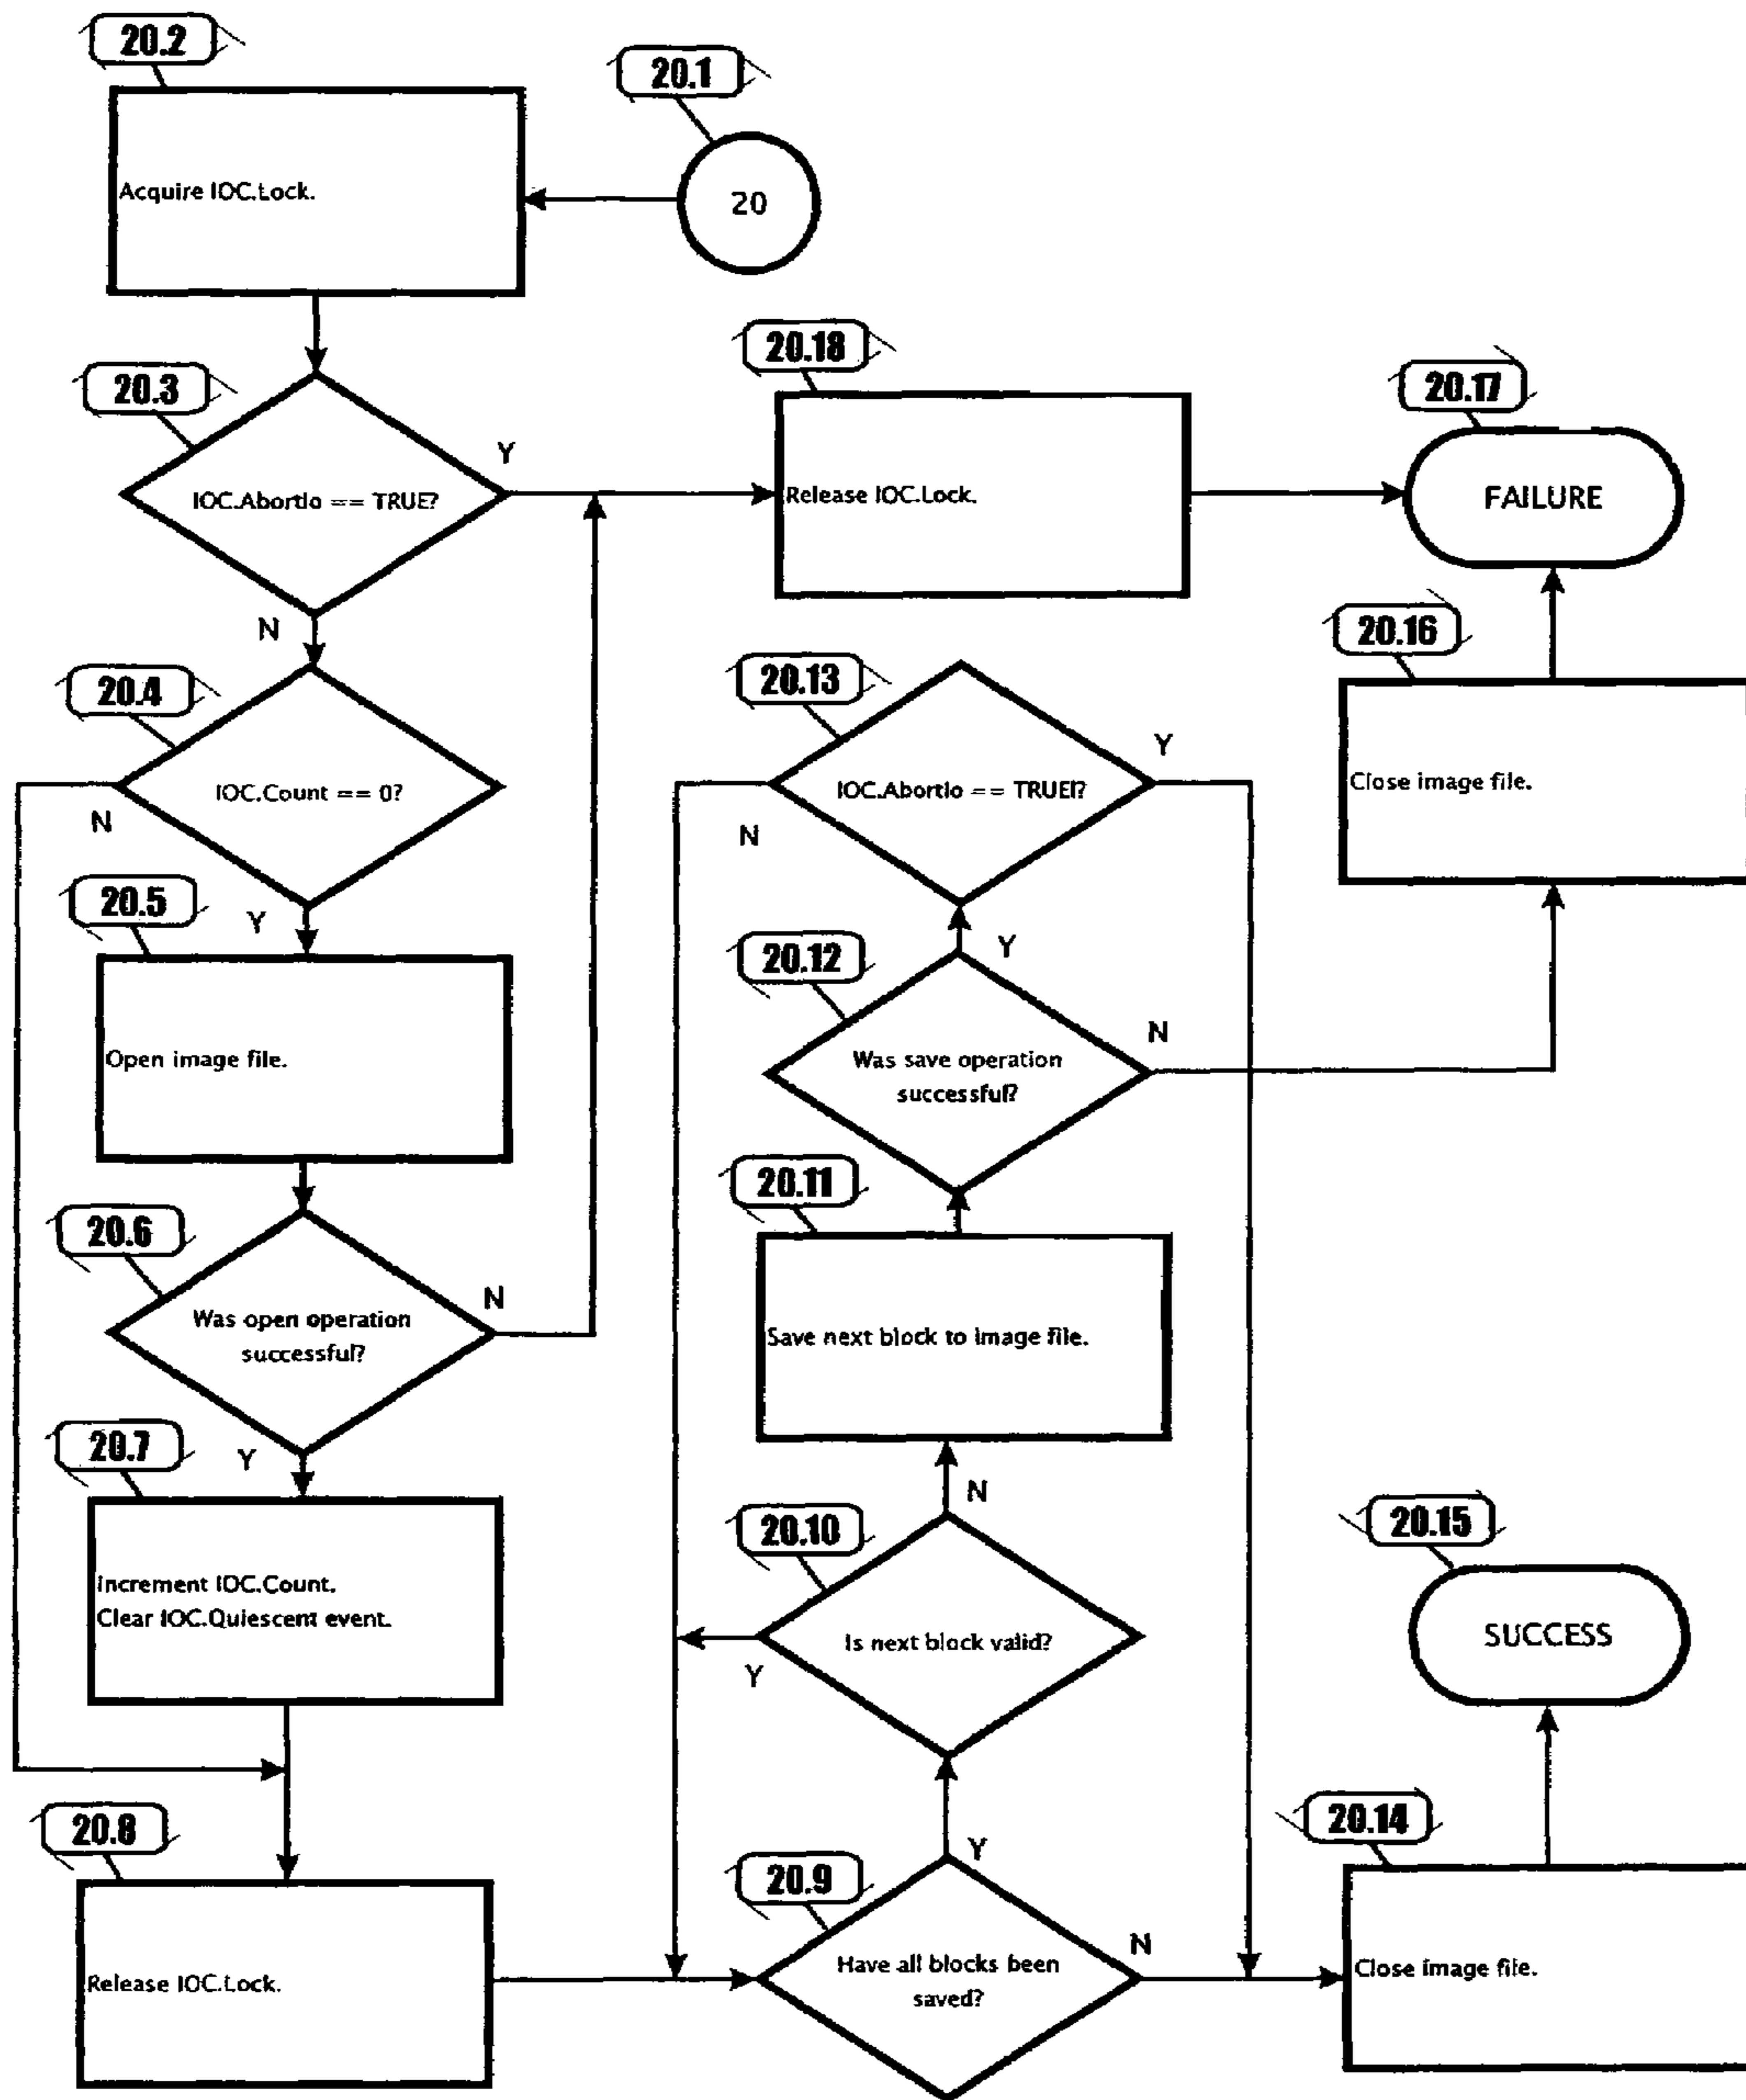 20.2
20.1
Acquire IOC.Lock.
20
20.3
Y
IOC.AbortIo == TRUE?
N
20.18
Release IOC.Lock.
20.17
FAILURE
20.4
IOC.Count == 0?
N
Y
20.5
Open image file.
20.6
Was open operation
successful?
N
Y
20.7
Increment IOC.Count.
Clear IOC.Quiescent event.
20.8
Release IOC.Lock.
20.13
IOC.AbortIo == TRUEI?
Y
N
20.12
Was save operation
successful?
Y
N
20.16
Close image file.
20.11
Save next block to image file.
20.10
N
Is next block valid?
Y
20.9
Y
Have all blocks been
saved?
N
20.15
SUCCESS
20.14
Close image file.